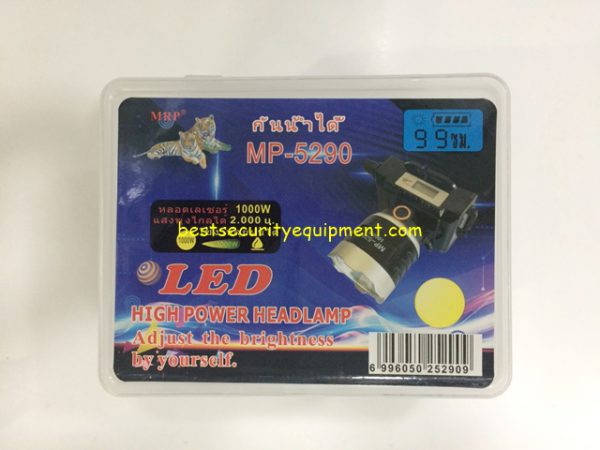 MRP®
กันน้ำได้
MP-5290
99 ชม.
หลอดเลเซอร์ 1000W
แสงพุ่งไกลได้ 2.000 ม.
bestsecurityequipment.com
1000W
LED
HIGH POWER HEADLAMP
Adjust the brightness
by yourself.
6 996050 252909